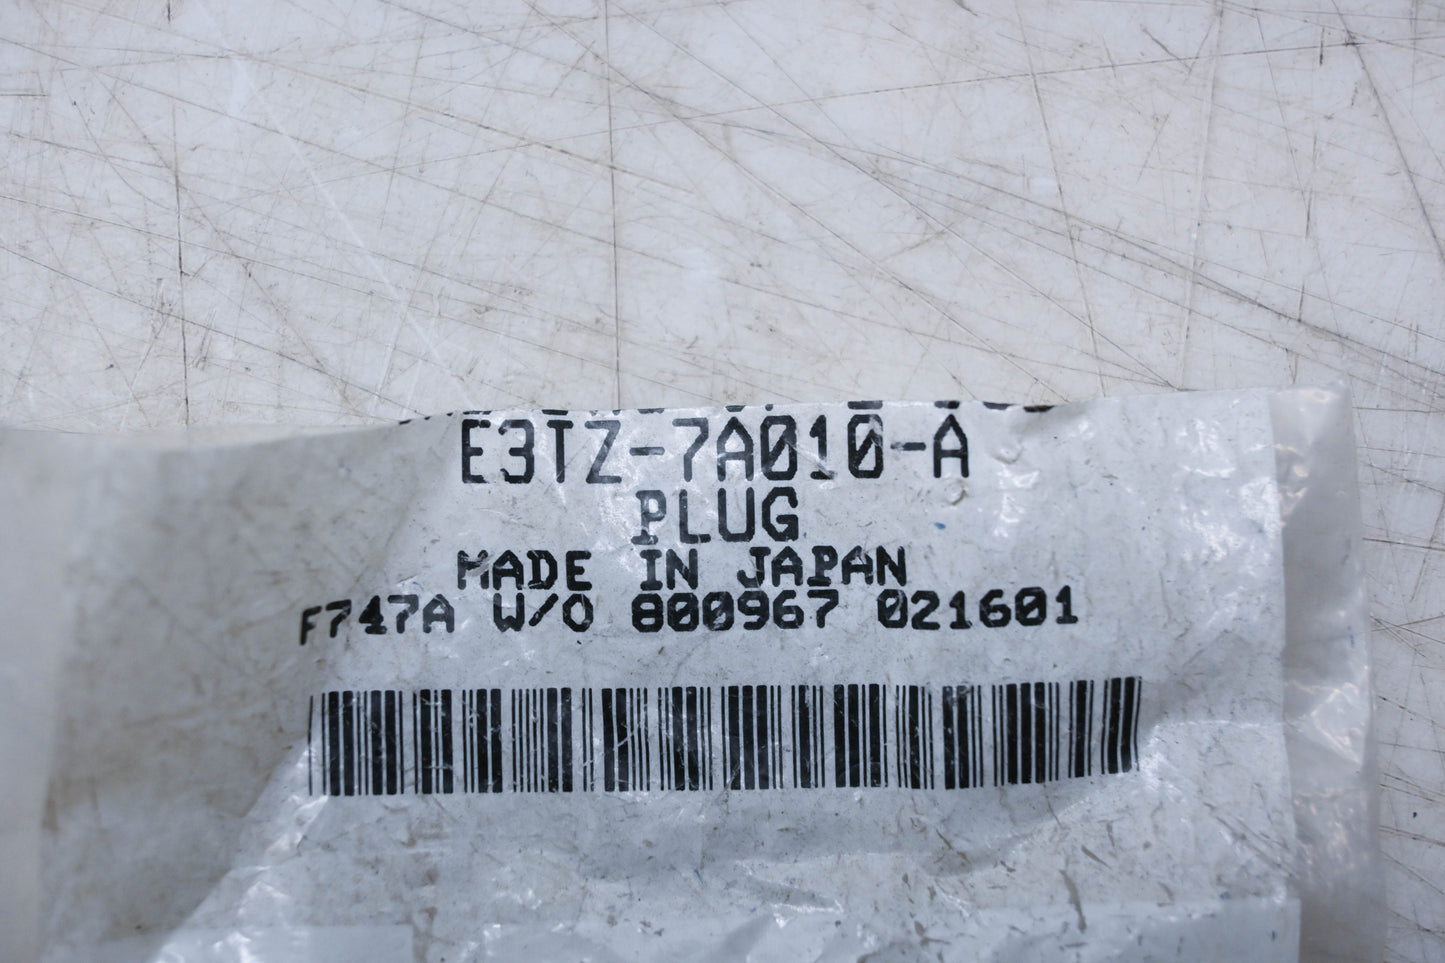 E3TZ-7A010-A
PLUG
MADE IN JAPAN
F747A W/O 800967 021601